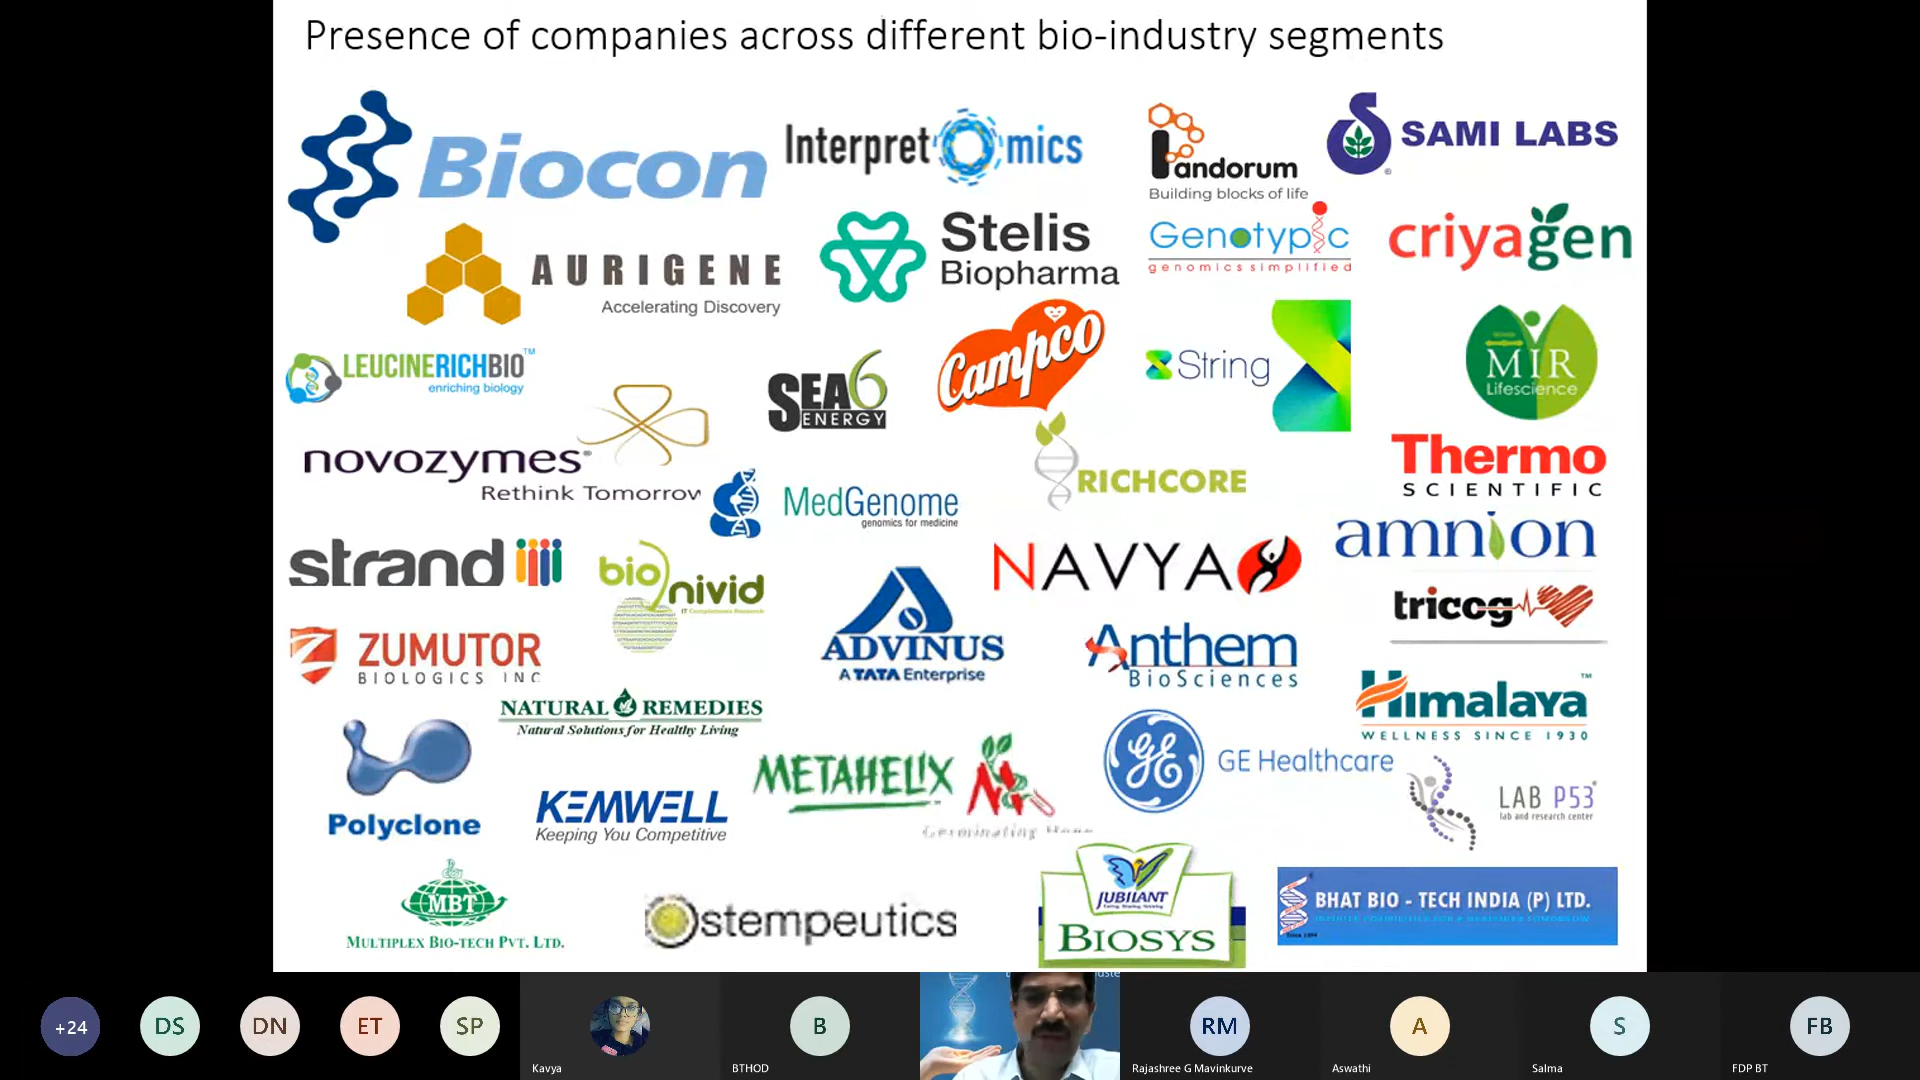 Presence of companies across different bio-industry segments
Biocon
Interpretomics
Pandorum
Building blocks of life
SAMI LABS
AURIGENE
Accelerating Discovery
Stelis
Biopharma
Genotypic
genomics simplified
criyagen
LEUCINERICHBIO™
enriching biology
SEA6
ENERGY
Campco
String
MIR
Lifescience
novozymes®
Rethink Tomorrow
MedGenome
genomics for medicine
RICHCORE
Thermo
SCIENTIFIC
strand
bionivid
NAVYA
amnion
tricog
ZUMUTOR
BIOLOGICS INC
ADVINUS
A TATA Enterprise
Anthem
BioSciences
Himalaya™
WELLNESS SINCE 1930
NATURAL REMEDIES
Natural Solutions for Healthy Living
Polyclone
KEMWELL
Keeping You Competitive
METAHELIX
GE
GE Healthcare
LAB P53
lab and research center
MBT
MULTIPLEX BIO-TECH PVT. LTD.
stempeutics
JUBILANT
BIOSYS
BHAT BIO - TECH INDIA (P) LTD.
+24
DS
DN
ET
SP
Kavya
B
BTHOD
RM
Rajashree G Mavinkurve
A
Aswathi
S
Salma
FB
FDP BT